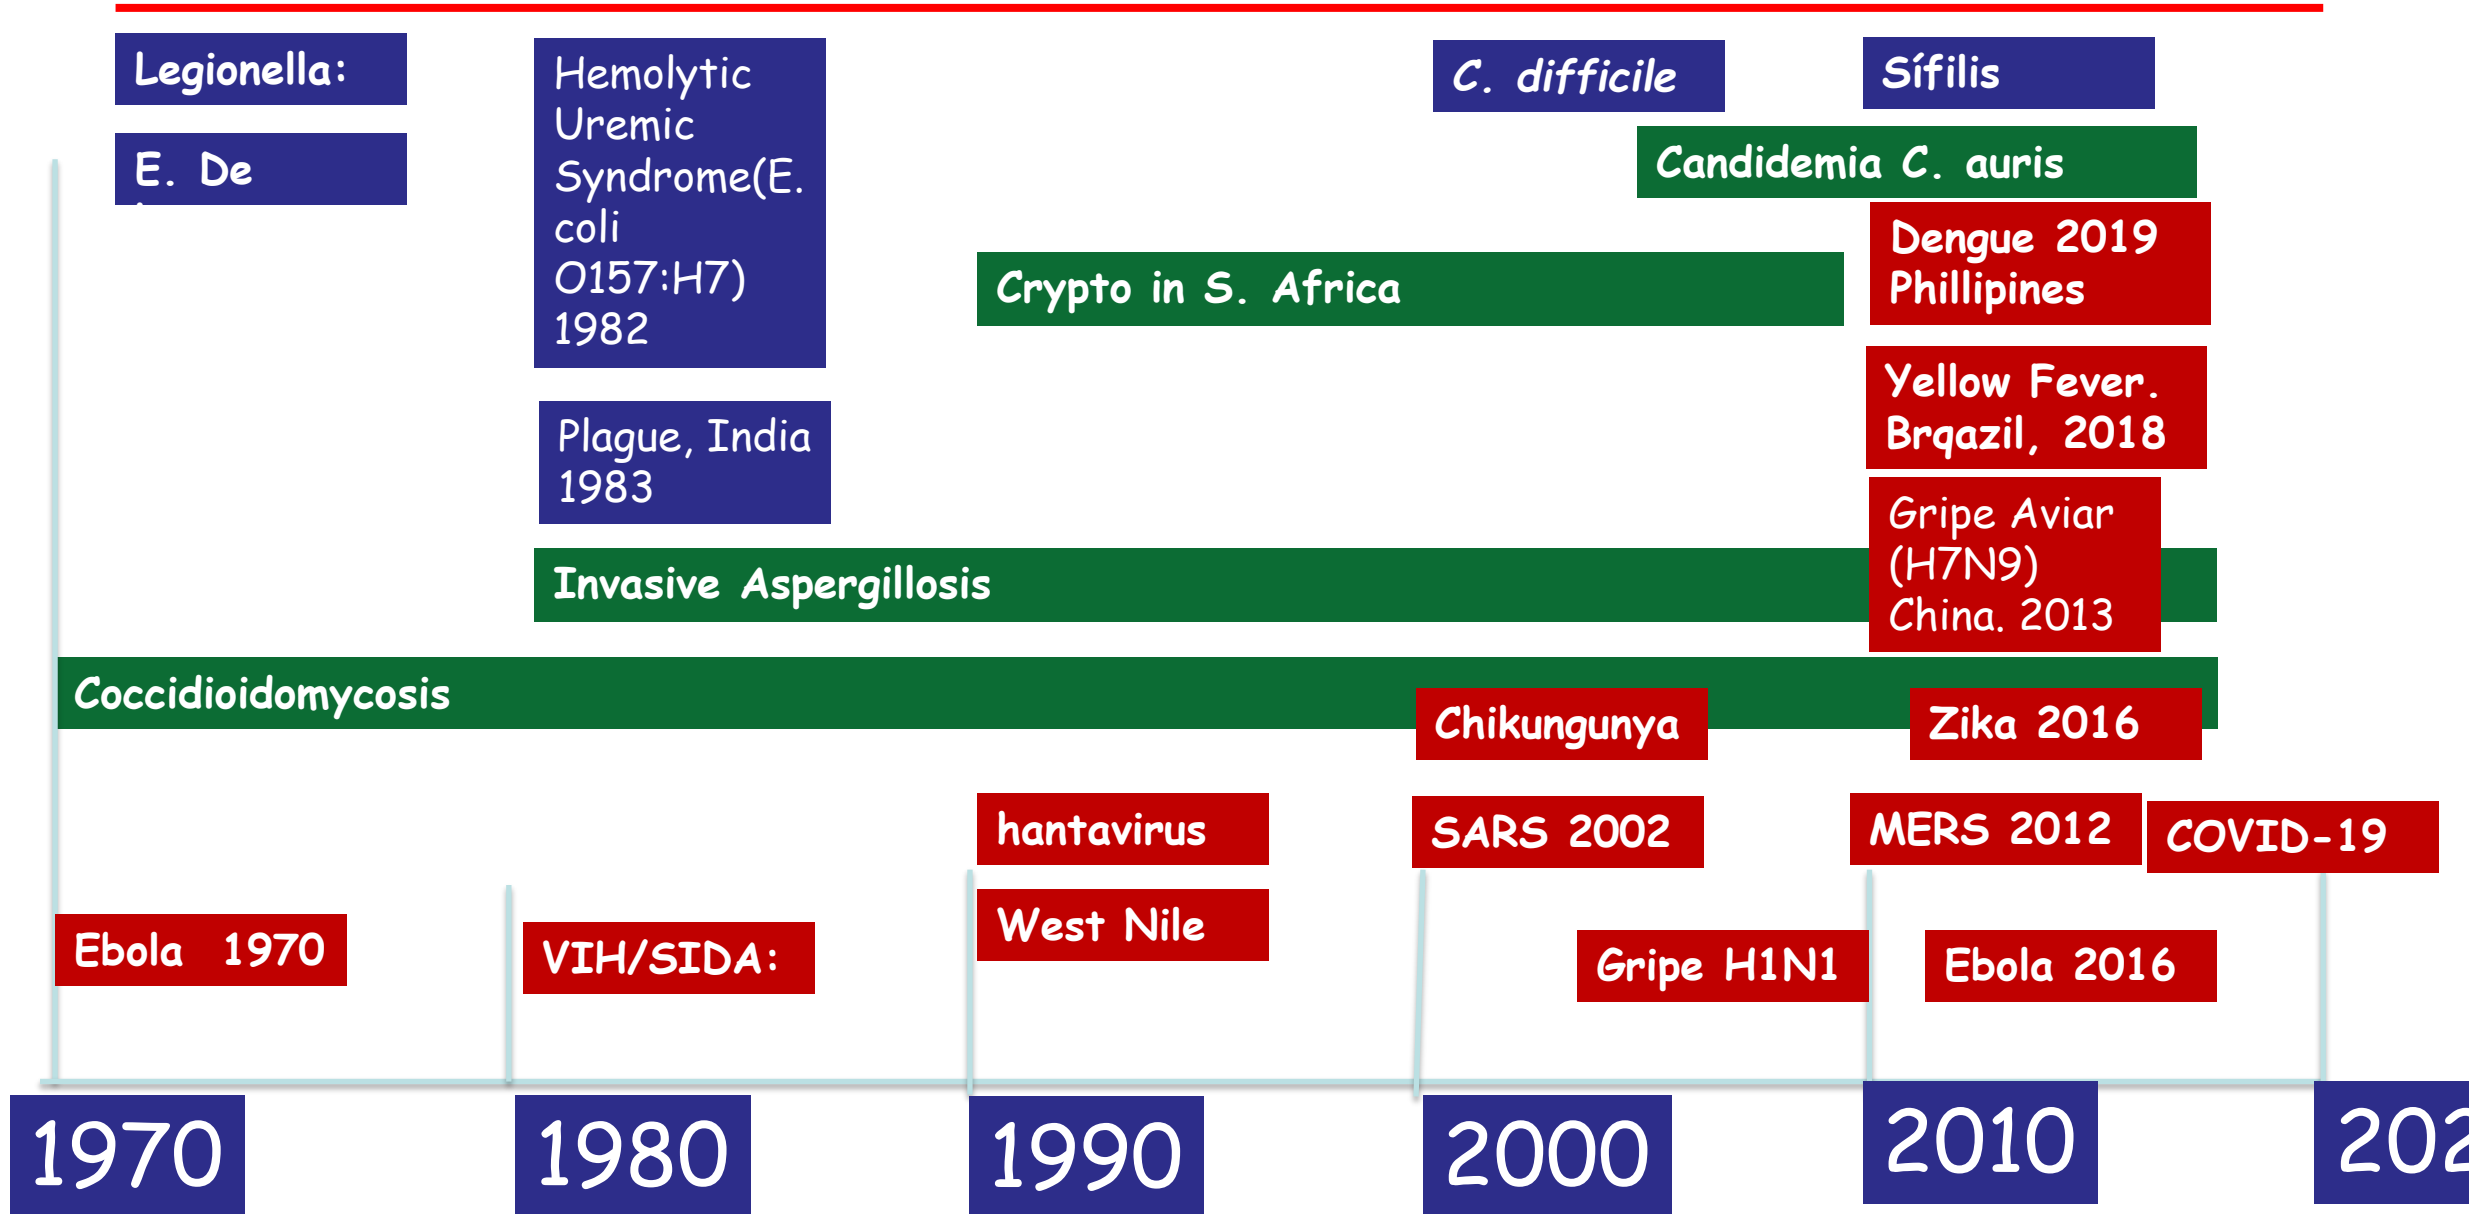 Legionella:
E. De
Hemolytic
Uremic
Syndrome(E.
coli
O157:H7)
1982
Plague, India
1983
C. difficile
Sífilis
Candidemia C. auris
Dengue 2019
Phillipines
Crypto in S. Africa
Yellow Fever.
Brqazil, 2018
Gripe Aviar
(H7N9)
China. 2013
Invasive Aspergillosis
Coccidioidomycosis
Chikungunya
Zika 2016
hantavirus
SARS 2002
MERS 2012
COVID-19
West Nile
Ebola 1970
VIH/SIDA:
Gripe H1N1
Ebola 2016
1970
1980
1990
2000
2010